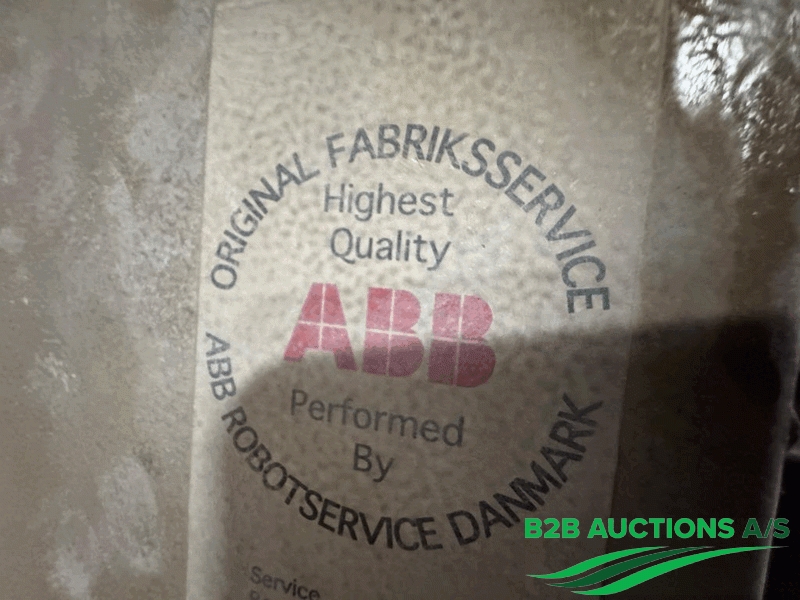 ORIGINAL FABRIKSSERVICE
Highest
Quality
ABB
Performed
By
ABB ROBOTSERVICE DANMARK
Service
B2B AUCTIONS A/S